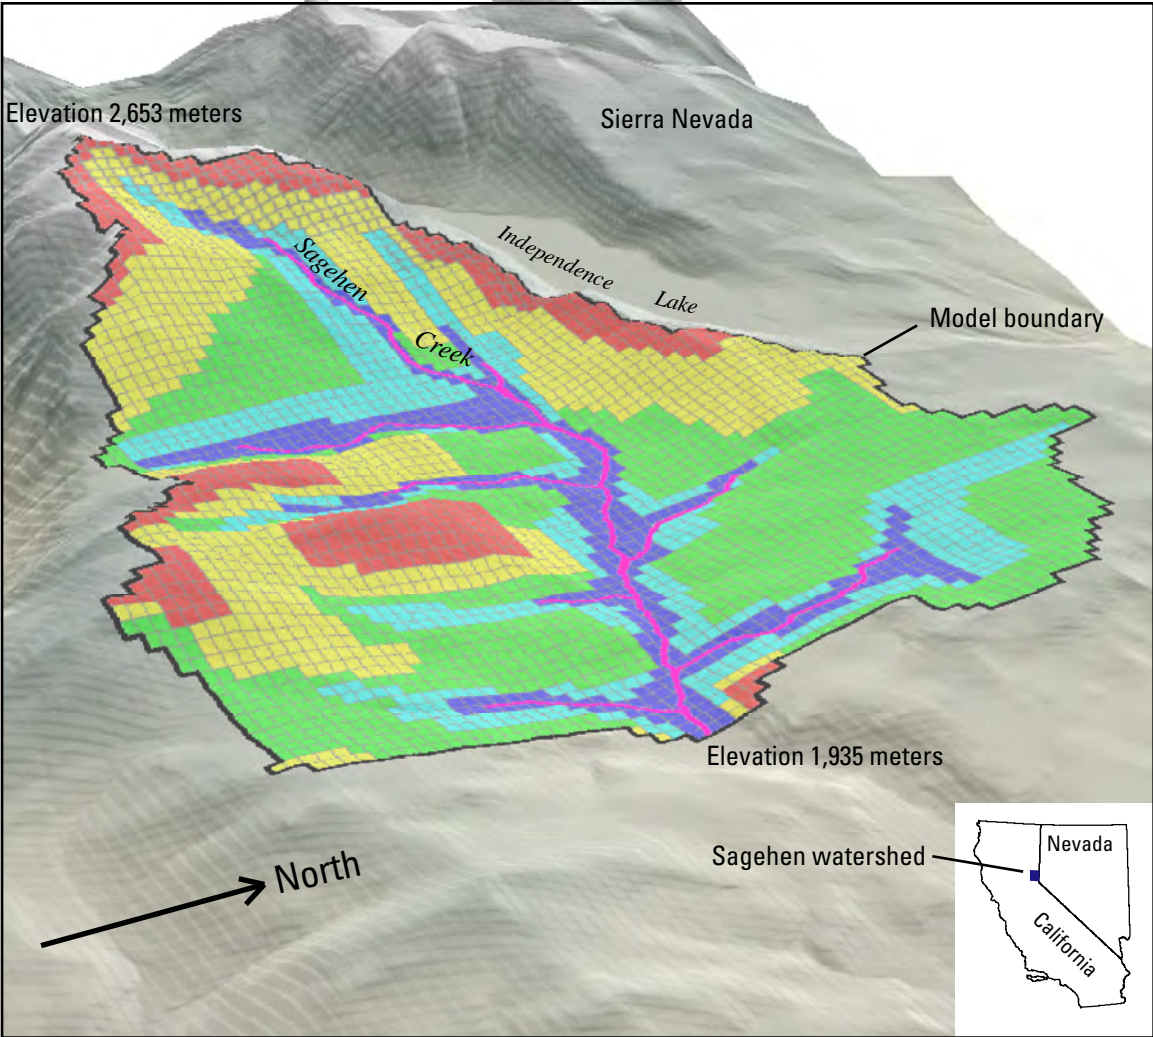 Elevation 2,653 meters
Sierra Nevada
Sagehen
Creek
Independence
Lake
Model boundary
Elevation 1,935 meters
North
Sagehen watershed
Nevada
California